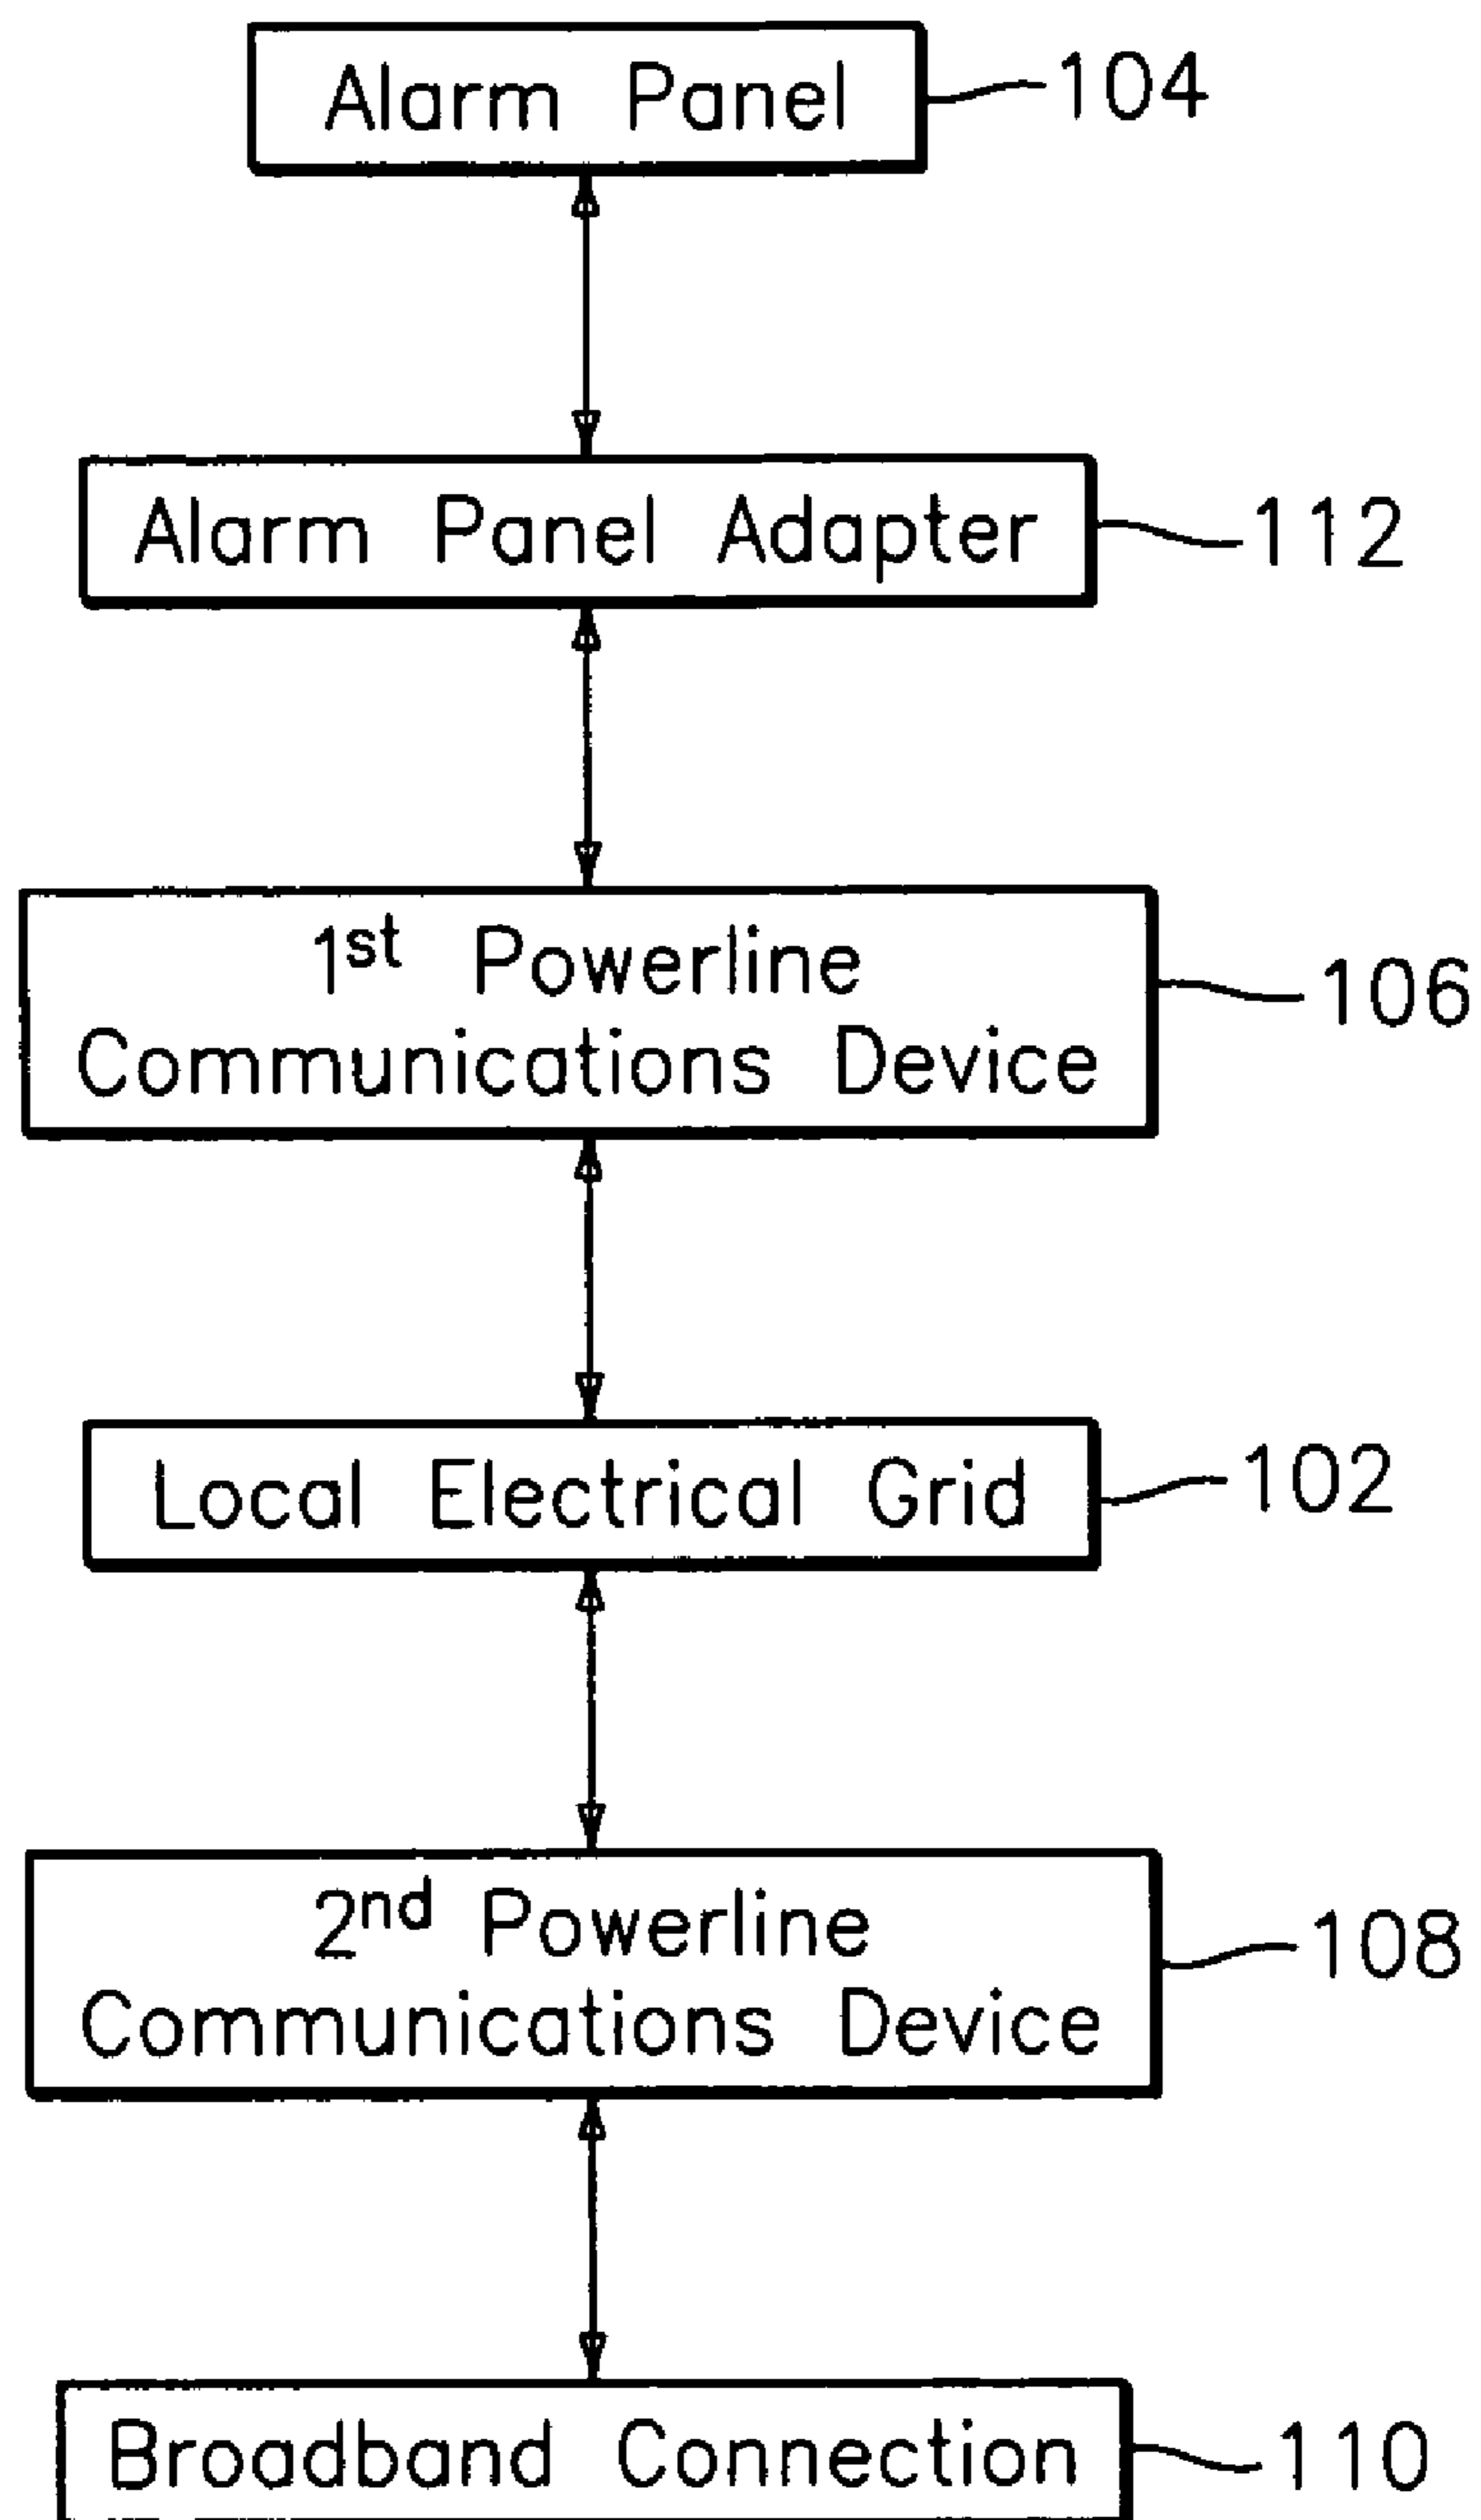 Alarm Panel 104
Alarm Panel Adapter 112
1st Powerline
Communications Device
106
Local Electrical Grid 102
2nd Powerline
Communications Device
108
Broadband Connection 110